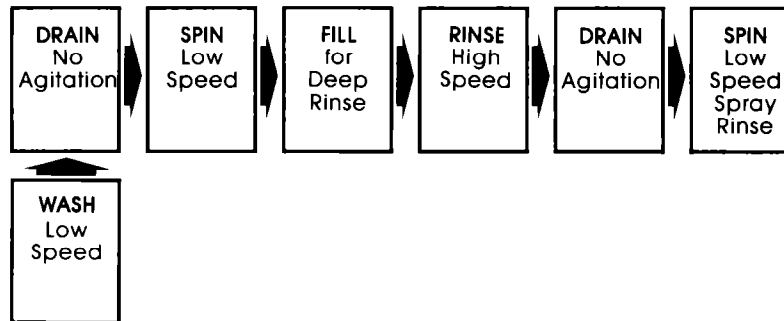 DRAIN
No
Agitation
SPIN
Low
Speed
FILL
for
Deep
Rinse
RINSE
High
Speed
DRAIN
No
Agitation
SPIN
Low
Speed
Spray
Rinse
WASH
Low
Speed